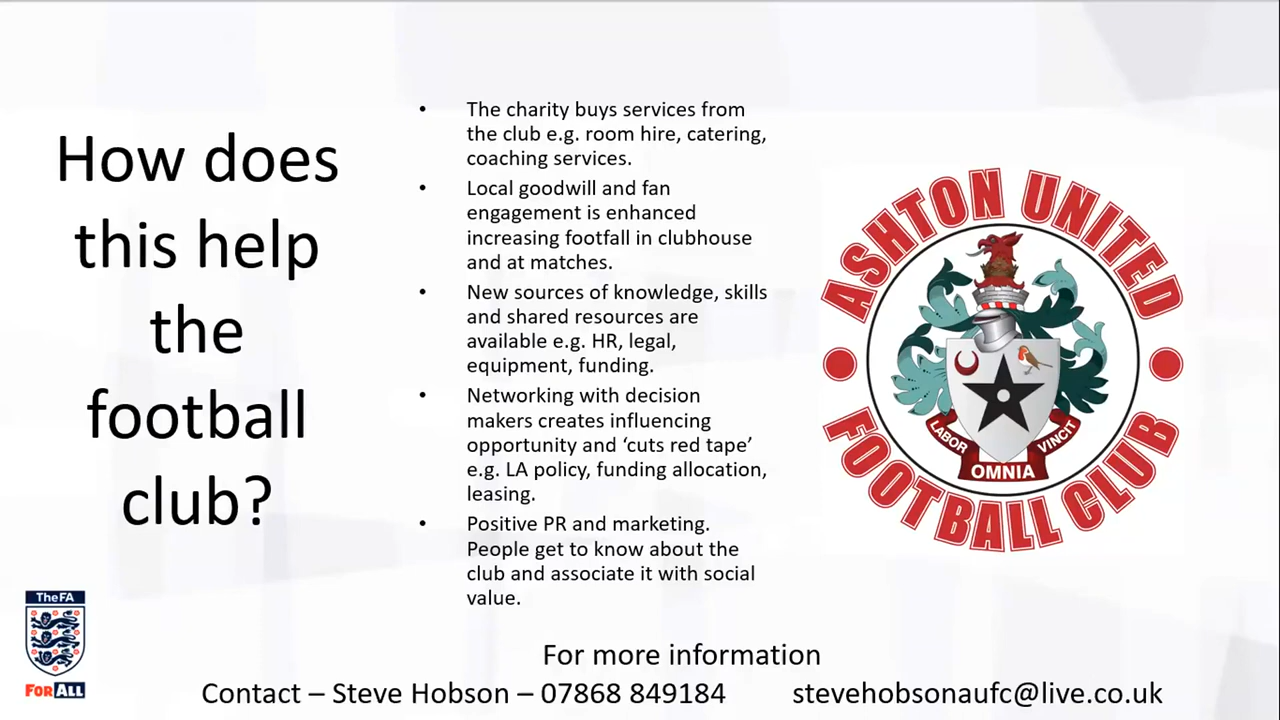 How does
this help
the
football
club?
• The charity buys services from
the club e.g. room hire, catering,
coaching services.
• Local goodwill and fan
engagement is enhanced
increasing footfall in clubhouse
and at matches.
• New sources of knowledge, skills
and shared resources are
available e.g. HR, legal,
equipment, funding.
• Networking with decision
makers creates influencing
opportunity and ‘cuts red tape’
e.g. LA policy, funding allocation,
leasing.
• Positive PR and marketing.
People get to know about the
club and associate it with social
value.
ASHTON UNITED
LABOR
OMNIA
VINCIT
FOOTBALL CLUB
The FA
FOR ALL
For more information
Contact – Steve Hobson – 07868 849184 stevehobsonaufc@live.co.uk